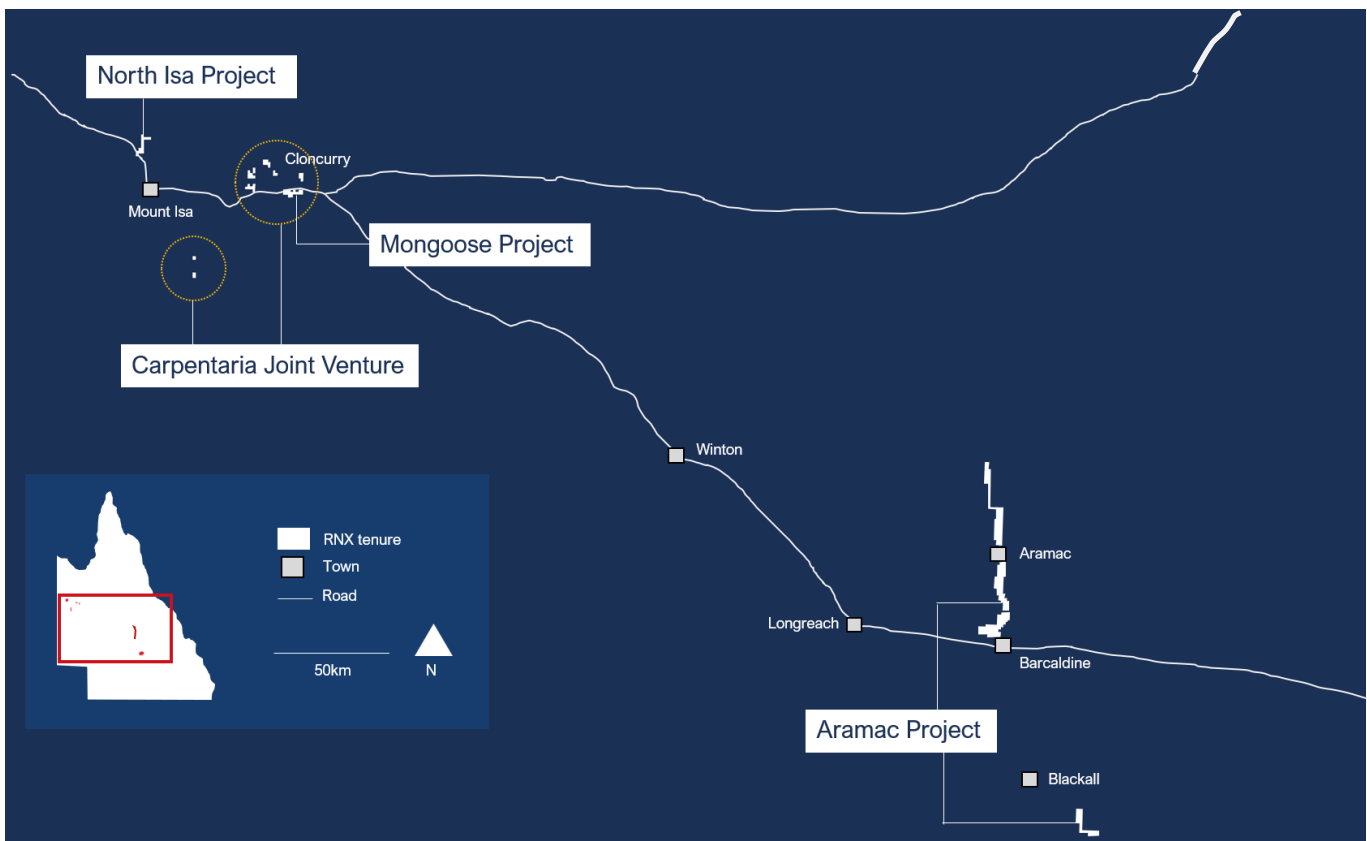 North Isa Project
Cloncurry
Mount Isa
Mongoose Project
Carpentaria Joint Venture
Winton
RNX tenure
Town
Road
50km
N
Aramac
Longreach
Barcaldine
Aramac Project
Blackall